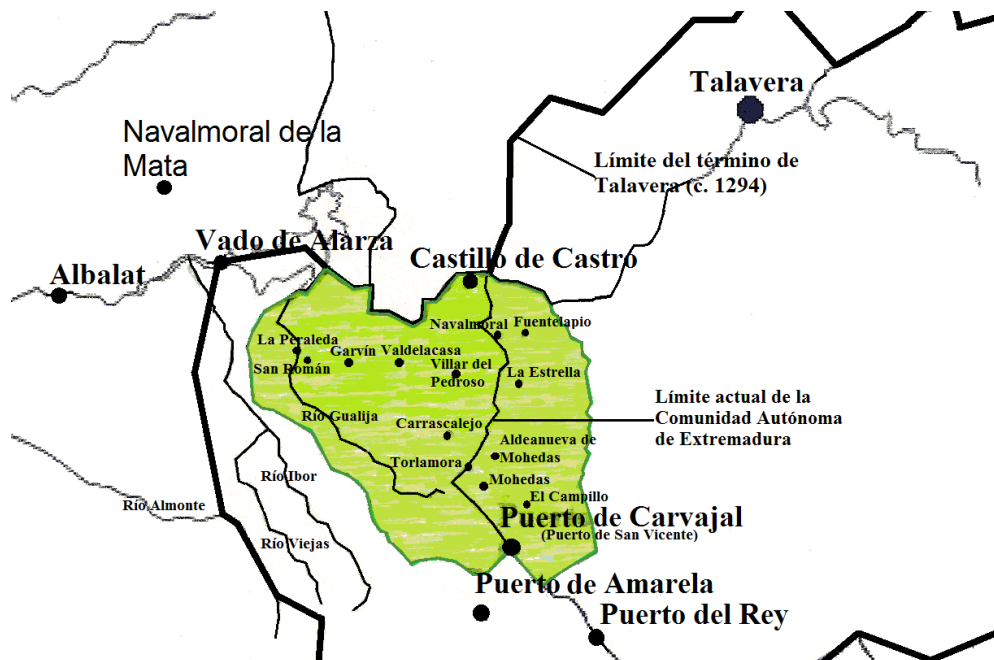 Talavera
Navalmoral de la
Mata
Límite del término de
Talavera (c. 1294)
Vado de Alarza
Castillo de Castro
Albalat
Navalmoral
Fuentelapio
La Peraleda
San Román
Garvín
Valdelacasa
Villar del
Pedroso
La Estrella
Río Gualija
Límite actual de la
Comunidad Autónoma
de Extremadura
Carrascalejo
Aldeanueva de
Mohedas
Torlamora
Mohedas
Río Ibor
El Campillo
Río Almonte
Puerto de Carvajal
(Puerto de San Vicente)
Río Viejas
Puerto de Amarela
Puerto del Rey